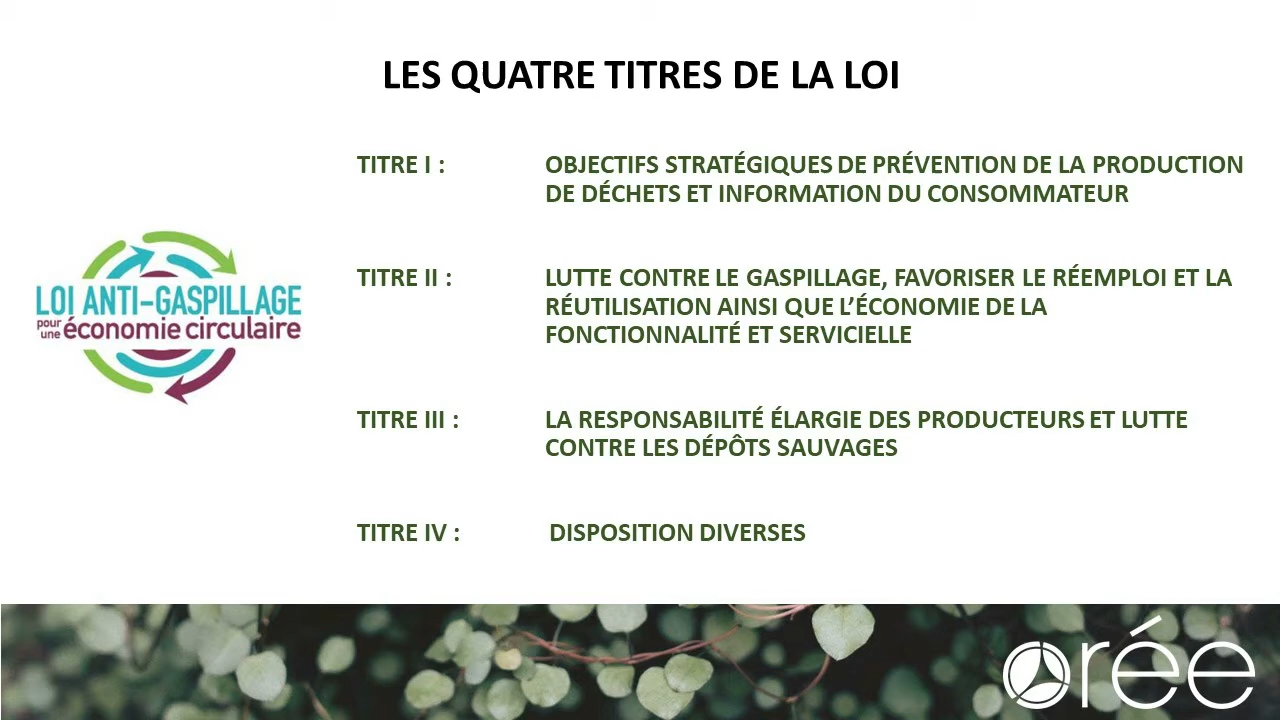 LES QUATRE TITRES DE LA LOI
TITRE I : OBJECTIFS STRATÉGIQUES DE PRÉVENTION DE LA PRODUCTION
DE DÉCHETS ET INFORMATION DU CONSOMMATEUR
LOI ANTI-GASPILLAGE
pour une économie circulaire
TITRE II : LUTTE CONTRE LE GASPILLAGE, FAVORISER LE RÉEMPLOI ET LA
RÉUTILISATION AINSI QUE L’ÉCONOMIE DE LA
FONCTIONNALITÉ ET SERVICIELLE
TITRE III : LA RESPONSABILITÉ ÉLARGIE DES PRODUCTEURS ET LUTTE
CONTRE LES DÉPÔTS SAUVAGES
TITRE IV : DISPOSITION DIVERSES
orée